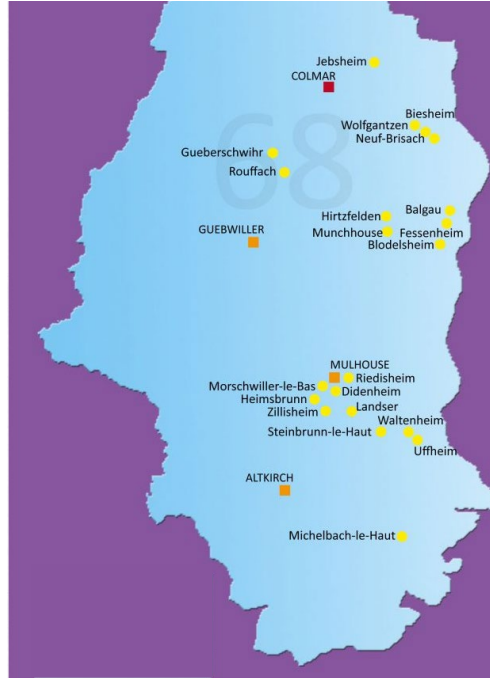 Jebsheim
COLMAR
68
Biesheim
Wolfgantzen
Neuf-Brisach
Gueberschwihr
Rouffach
Balgau
Hirtzfelden
Munchhouse
Fessenheim
GUEBWILLER
Blodelsheim
MULHOUSE
Riedisheim
Morschwiller-le-Bas
Didenheim
Heimsbrunn
Zillisheim
Landser
Waltenheim
Steinbrunn-le-Haut
Uffheim
ALTKIRCH
Michelbach-le-Haut